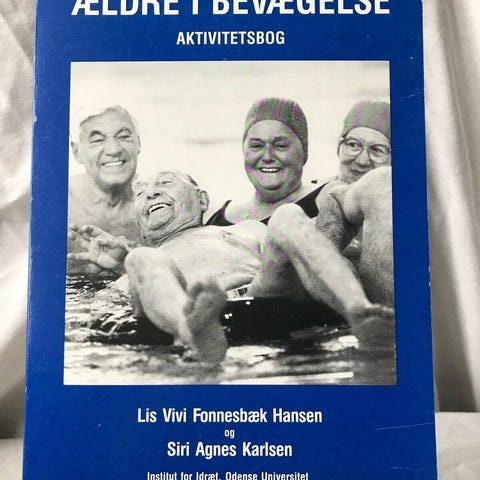 ÆLDRE I BEVÆGELSE
AKTIVITETSBOG
Lis Vivi Fonnesbæk Hansen
og
Siri Agnes Karlsen
Institut for Idræt, Odense Universitet